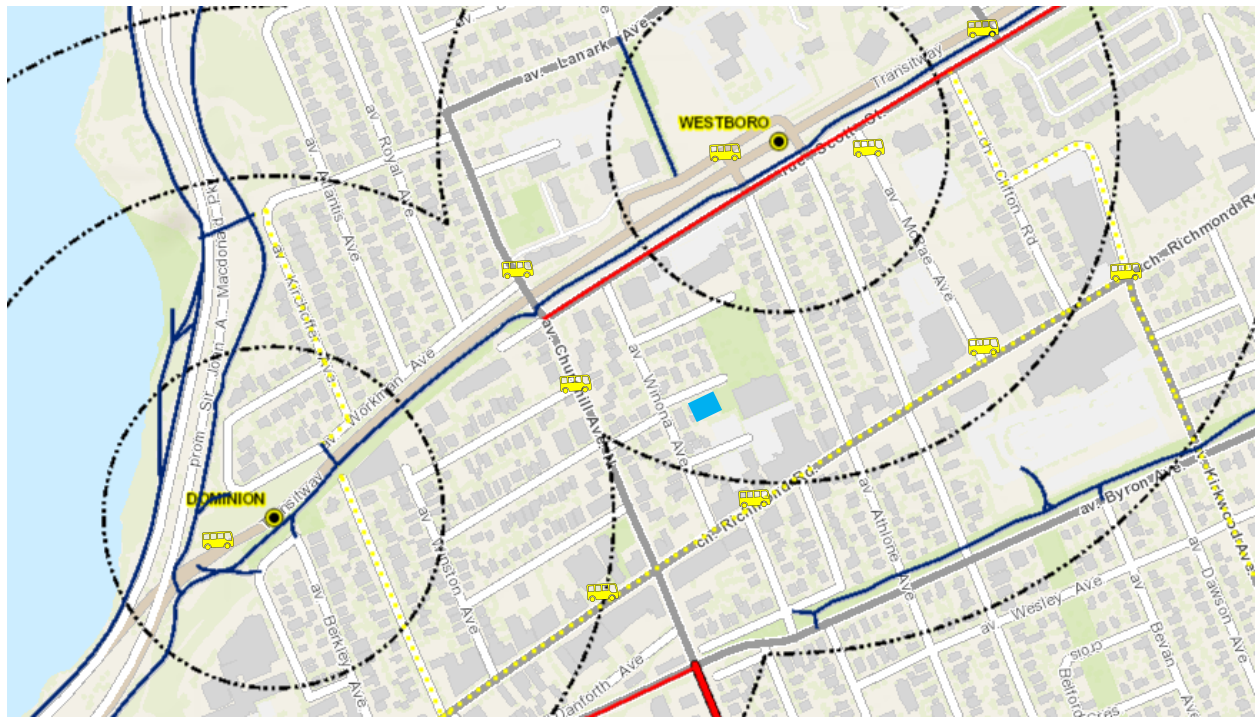 av. Lanark Ave
Transitway
WESTBORO
rue Scott St.
av Royal Ave
av Atlantis Ave
ch. Clifton Rd
av McRae Ave
ch. Richmond Rd
prom Sir John A Macdonald Pk
av Kirchoffer Ave
av Workman Ave
av. Churchill Ave.
av Winona Ave
DOMINION
Transitway
ch. Richmond Rd.
av. Byron Ave
av. Kirkwood Ave.
av Winston Ave
av Athlone Ave
av Berkley Ave
Danforth Ave
av Wesley Ave
av Bevan
av Dawson Ave
crois
Belford Cres
Ave